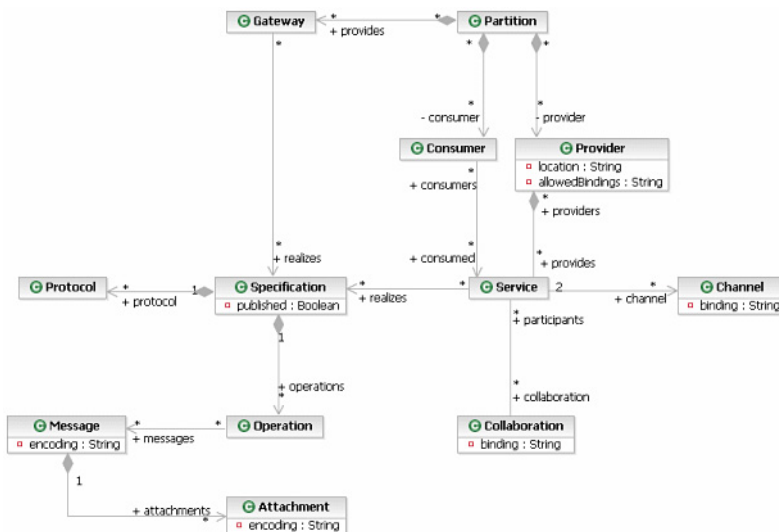 Gateway
*
*
Partition
+ provides
*
*
*
*
*
- consumer
- provider
Consumer
Provider
location : String
allowedBindings : String
*
+ consumers
*
+ providers
*
+ realizes
*
+ consumed
*
+ provides
Protocol
*
1
Specification
*
*
Service
2
*
Channel
+ protocol
published : Boolean
+ realizes
+ channel
binding : String
1
*
+ participants
+ operations
*
*
+ collaboration
Message
*
*
Operation
Collaboration
encoding : String
+ messages
binding : String
1
+ attachments
*
Attachment
encoding : String